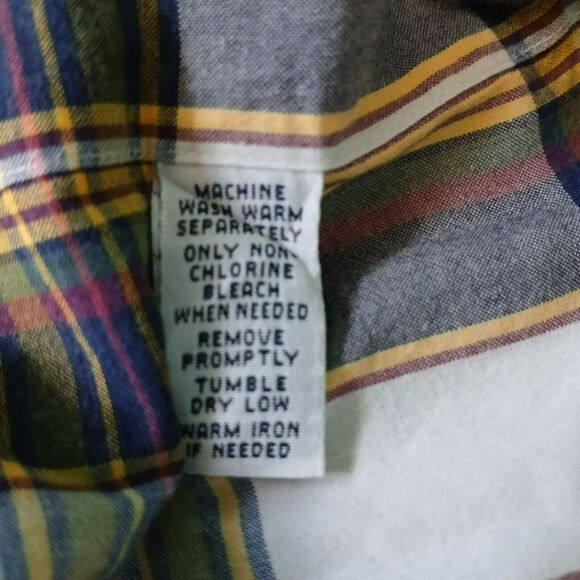 MACHINE
WASH WARM
SEPARATELY
ONLY NON
CHLORINE
BLEACH
WHEN NEEDED
REMOVE
PROMPTLY
TUMBLE
DRY LOW
WARM IRON
IF NEEDED